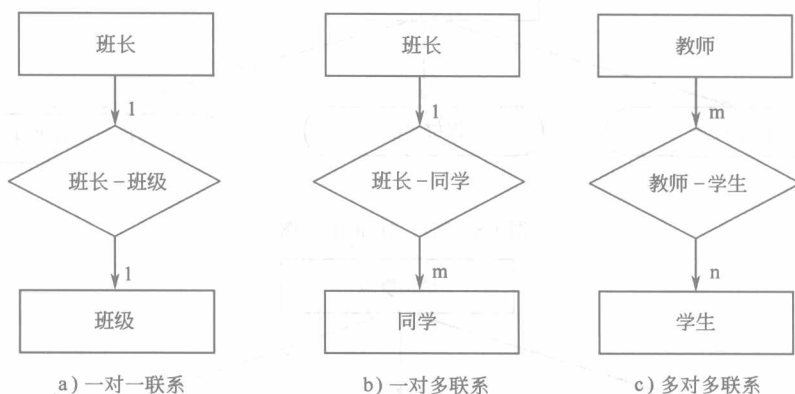 班长
1
班长－班级
1
班级
a）一对一联系
班长
1
班长－同学
m
同学
b）一对多联系
教师
m
教师－学生
n
学生
c）多对多联系